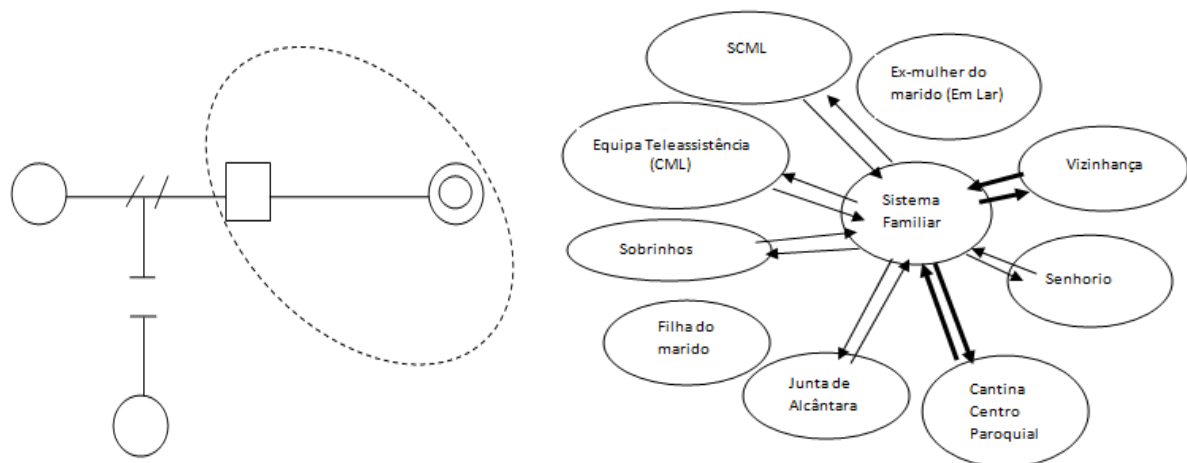 SCML
Ex-mulher do
marido (Em Lar)
Equipa Teleassistência
(CML)
Vizinhança
Sistema
Familiar
Sobrinhos
Senhorio
Filha do
marido
Junta de
Alcântara
Cantina
Centro
Paroquial